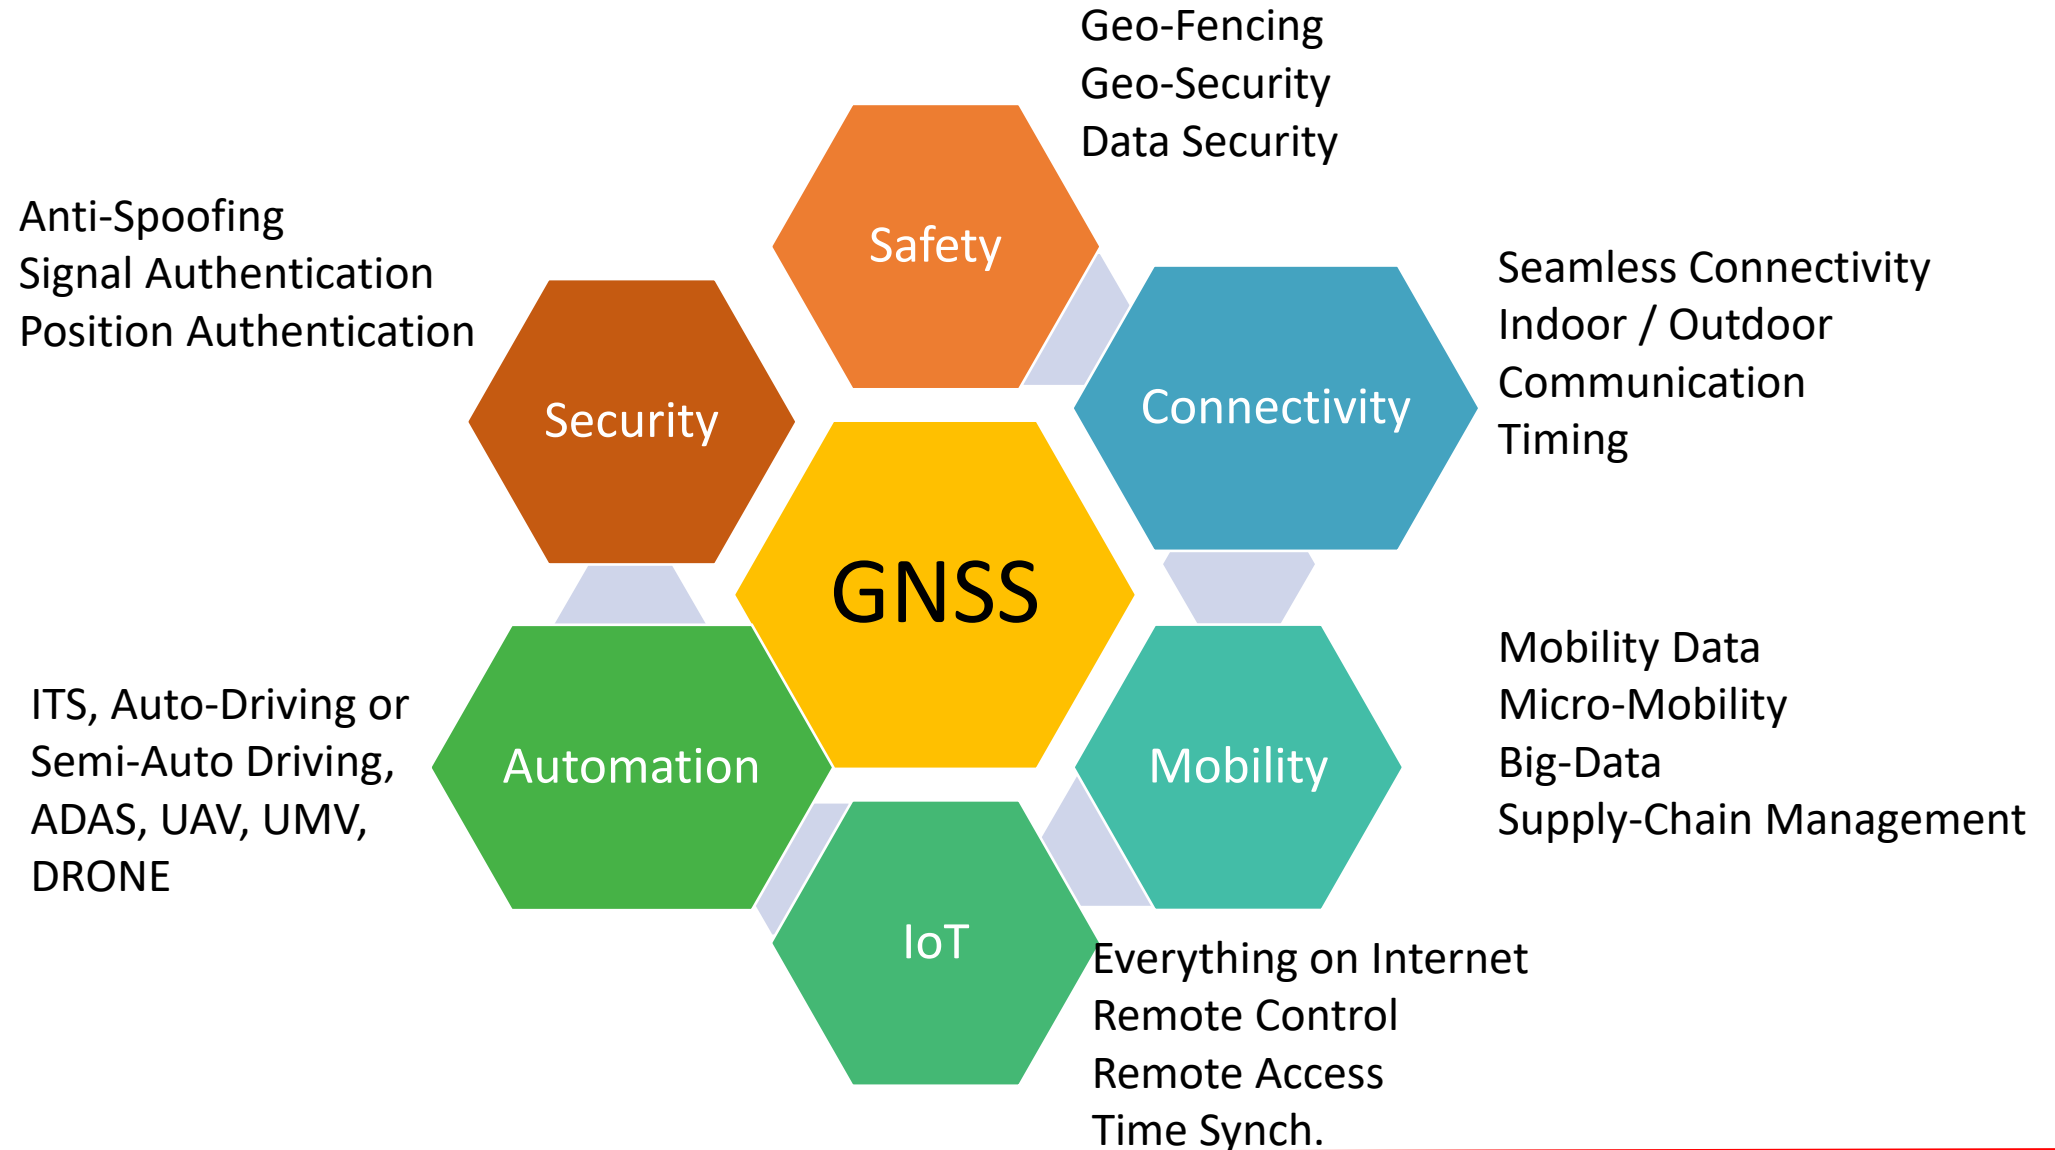 Geo-Fencing
Geo-Security
Data Security
Safety
Anti-Spoofing
Signal Authentication
Position Authentication
Security
Seamless Connectivity
Indoor / Outdoor
Communication
Timing
Connectivity
GNSS
ITS, Auto-Driving or
Semi-Auto Driving,
ADAS, UAV, UMV,
DRONE
Automation
Mobility
Mobility Data
Micro-Mobility
Big-Data
Supply-Chain Management
IoT
Everything on Internet
Remote Control
Remote Access
Time Synch.